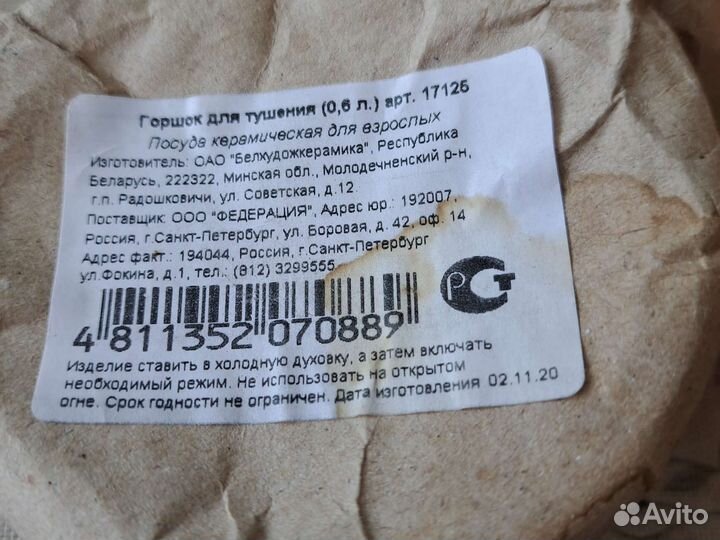 Горшок для тушения (0,6 л.) арт. 17125
Посуда керамическая для взрослых
Изготовитель: ОАО "Белхудожкерамика", Республика
Беларусь, 222322, Минская обл., Молодечненский р-н,
г.п. Радошковичи, ул. Советская, д.12.
Поставщик: ООО "ФЕДЕРАЦИЯ", Адрес юр.: 192007,
Россия, г.Санкт-Петербург, ул. Боровая, д. 42, оф. 14
Адрес факт.: 194044, Россия, г.Санкт-Петербург
ул.Фокина, д.1, тел.: (812) 3299555
РСТ
4 811352 070889
Изделие ставить в холодную духовку, а затем включать
необходимый режим. Не использовать на открытом
огне. Срок годности не ограничен. Дата изготовления 02.11.20
Avito